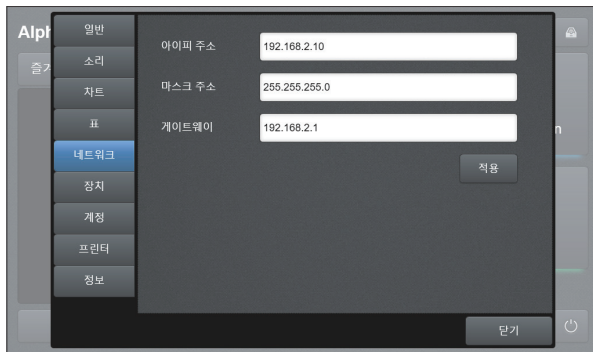 Alph
즐겨
일반
소리
차트
표
네트워크
장치
계정
프린터
정보
아이피 주소
192.168.2.10
마스크 주소
255.255.255.0
게이트웨이
192.168.2.1
적용
n
닫기